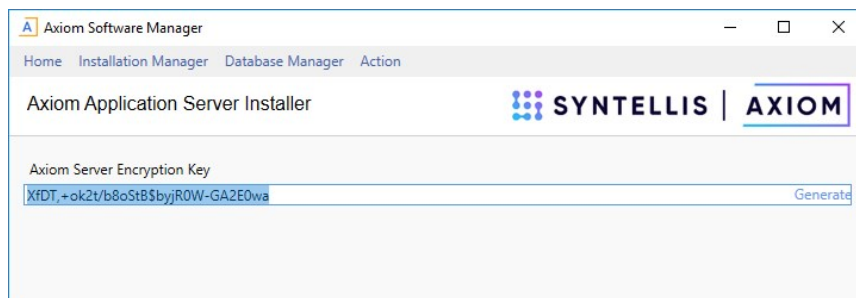 A Axiom Software Manager
Home Installation Manager Database Manager Action
Axiom Application Server Installer SYNTELLIS | AXIOM
Axiom Server Encryption Key
XfDT,+ok2t/b8oStB$byjR0W-GA2E0wa Generate